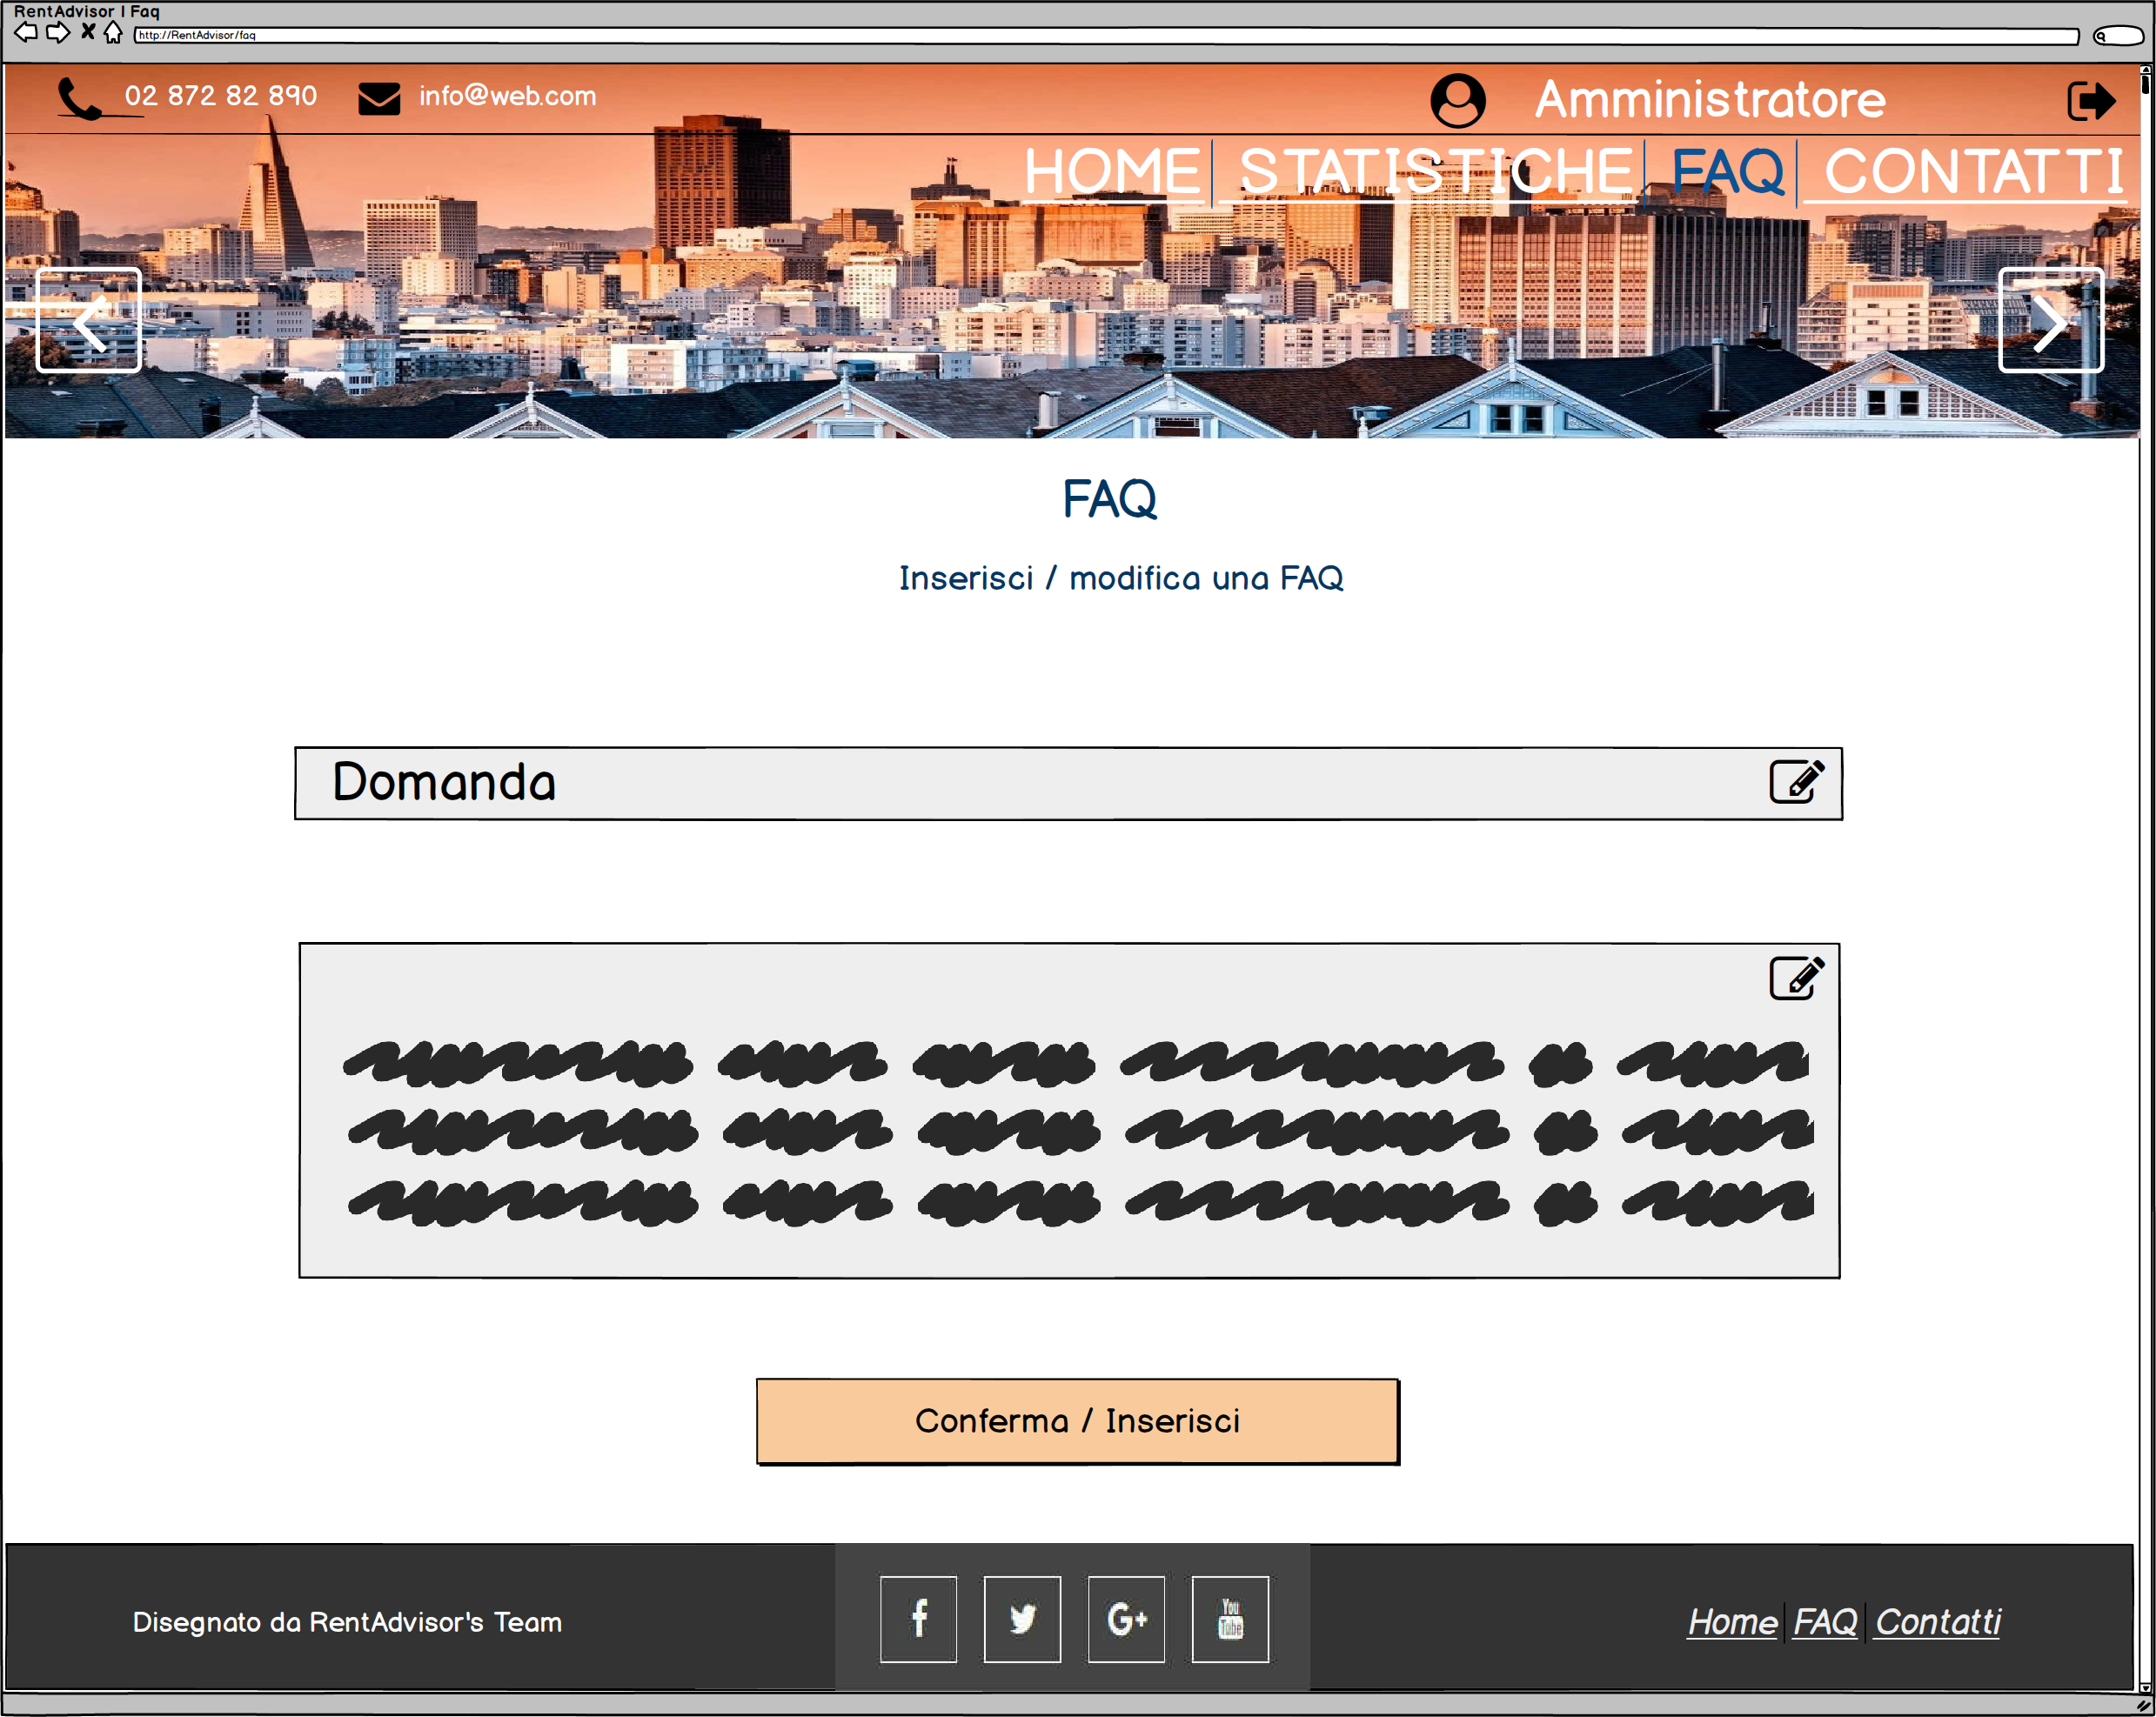 RentAdvisor | Faq
http://RentAdvisor/faq
02 872 82 890 info@web.com Amministratore
HOME STATISTICHE FAQ CONTATTI
FAQ
Inserisci / modifica una FAQ
Domanda
Conferma / Inserisci
Disegnato da RentAdvisor's Team
You
Tube
Home FAQ Contatti